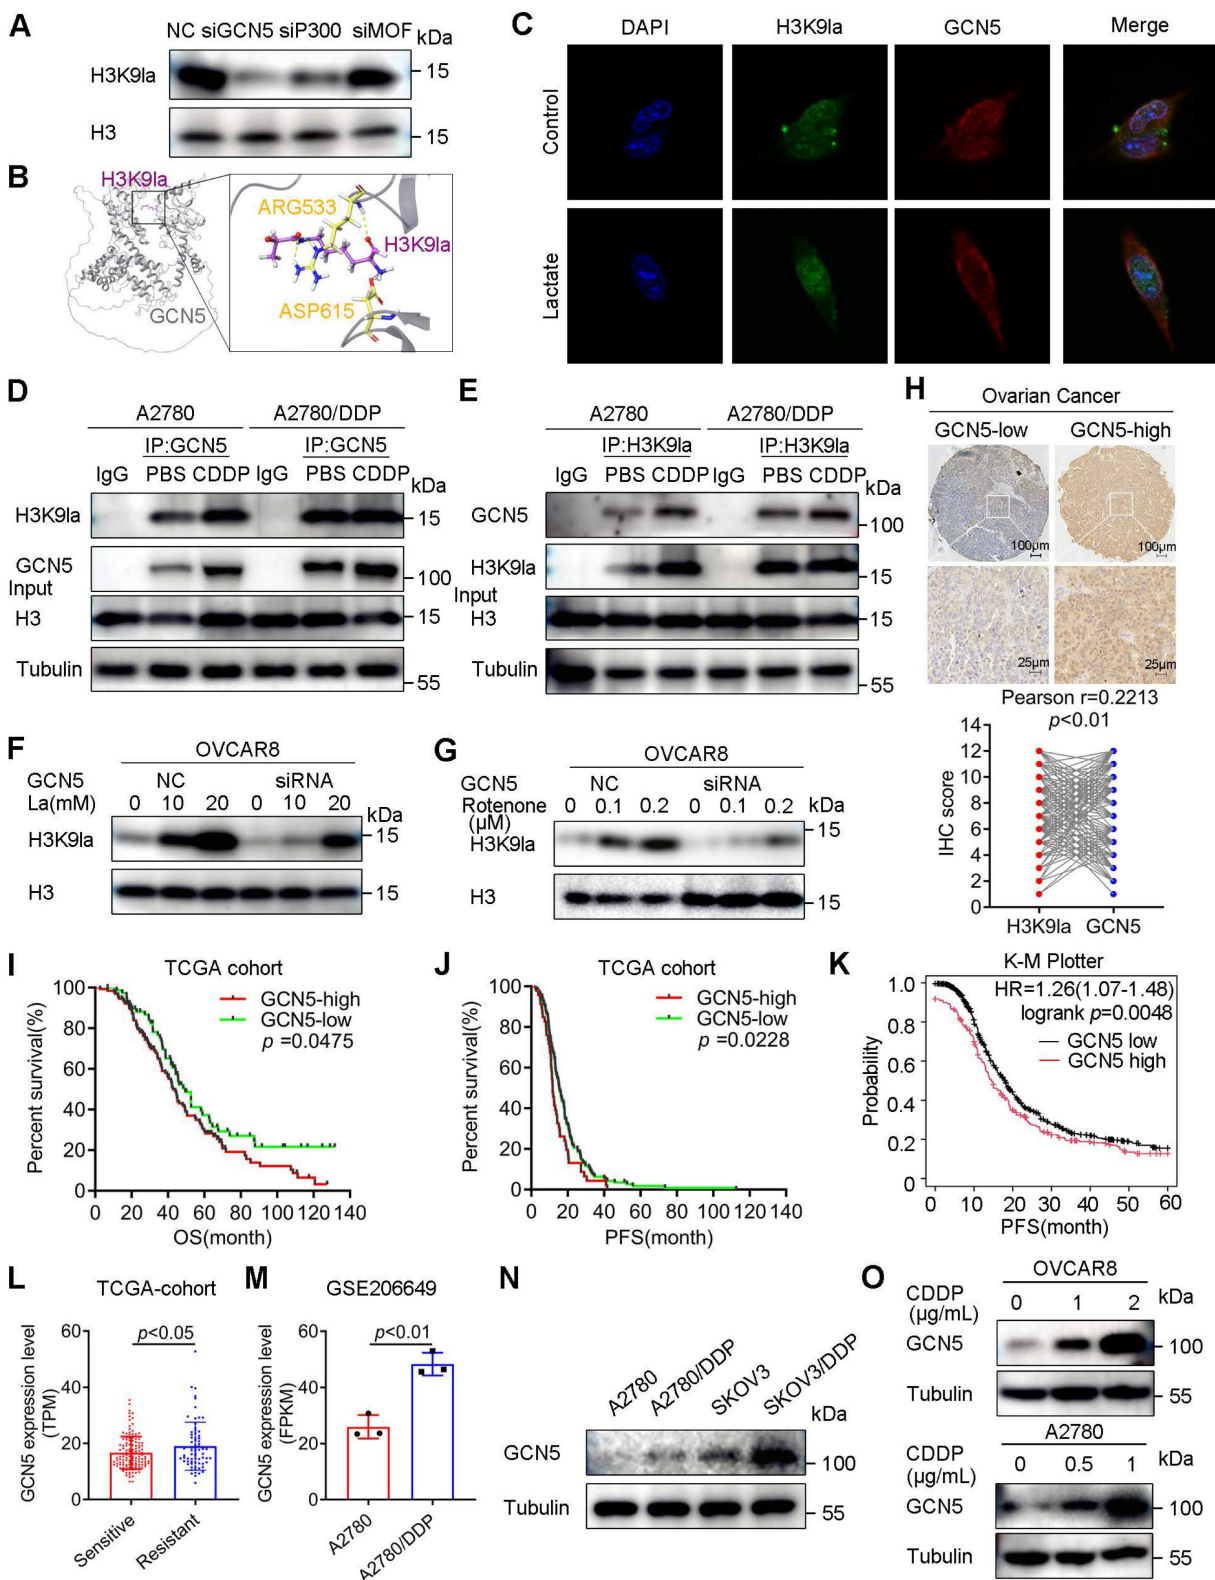 A
NC siGCN5 siP300 siMOF kDa
H3K9la
15
H3
15
B
H3K9la
GCN5
ARG533
H3K9la
ASP615
C
DAPI H3K9la GCN5 Merge
Control
Lactate
D
A2780 A2780/DDP
IP:GCN5 IP:GCN5
IgG PBS CDDP IgG PBS CDDP
kDa
H3K9la
15
GCN5
100
Input
H3
15
Tubulin
55
E
A2780 A2780/DDP
IP:H3K9la IP:H3K9la
IgG PBS CDDP IgG PBS CDDP
kDa
GCN5
100
H3K9la
15
Input
H3
15
Tubulin
55
H
Ovarian Cancer
GCN5-low GCN5-high
100µm 100µm
25µm 25µm
Pearson r=0.2213
p<0.01
IHC score
14
12
10
8
6
4
2
0
H3K9la GCN5
F
OVCAR8
GCN5 NC siRNA
La(mM) 0 10 20 0 10 20 kDa
H3K9la
15
H3
15
G
OVCAR8
GCN5 NC siRNA
Rotenone 0 0.1 0.2 0 0.1 0.2 kDa
(µM)
H3K9la
15
H3
15
I
TCGA cohort
GCN5-high
GCN5-low
p =0.0475
Percent survival(%)
100
80
60
40
20
0
0 20 40 60 80 100 120 140
OS(month)
J
TCGA cohort
GCN5-high
GCN5-low
p =0.0228
Percent survival(%)
100
80
60
40
20
0
0 20 40 60 80 100 120 140
PFS(month)
K
K-M Plotter
HR=1.26(1.07-1.48)
logrank p=0.0048
GCN5 low
GCN5 high
Probability
1.0
0.8
0.6
0.4
0.2
0
0 10 20 30 40 50 60
PFS(month)
L
TCGA-cohort
p<0.05
GCN5 expression level
(TPM)
60
40
20
0
Sensitive
Resistant
M
GSE206649
p<0.01
GCN5 expression level
(FPKM)
60
40
20
0
A2780
A2780/DDP
N
A2780
A2780/DDP
SKOV3
SKOV3/DDP
kDa
GCN5
100
Tubulin
55
O
OVCAR8
CDDP 0 1 2 kDa
(µg/mL)
GCN5
100
Tubulin
55
A2780
CDDP 0 0.5 1 kDa
(µg/mL)
GCN5
100
Tubulin
55